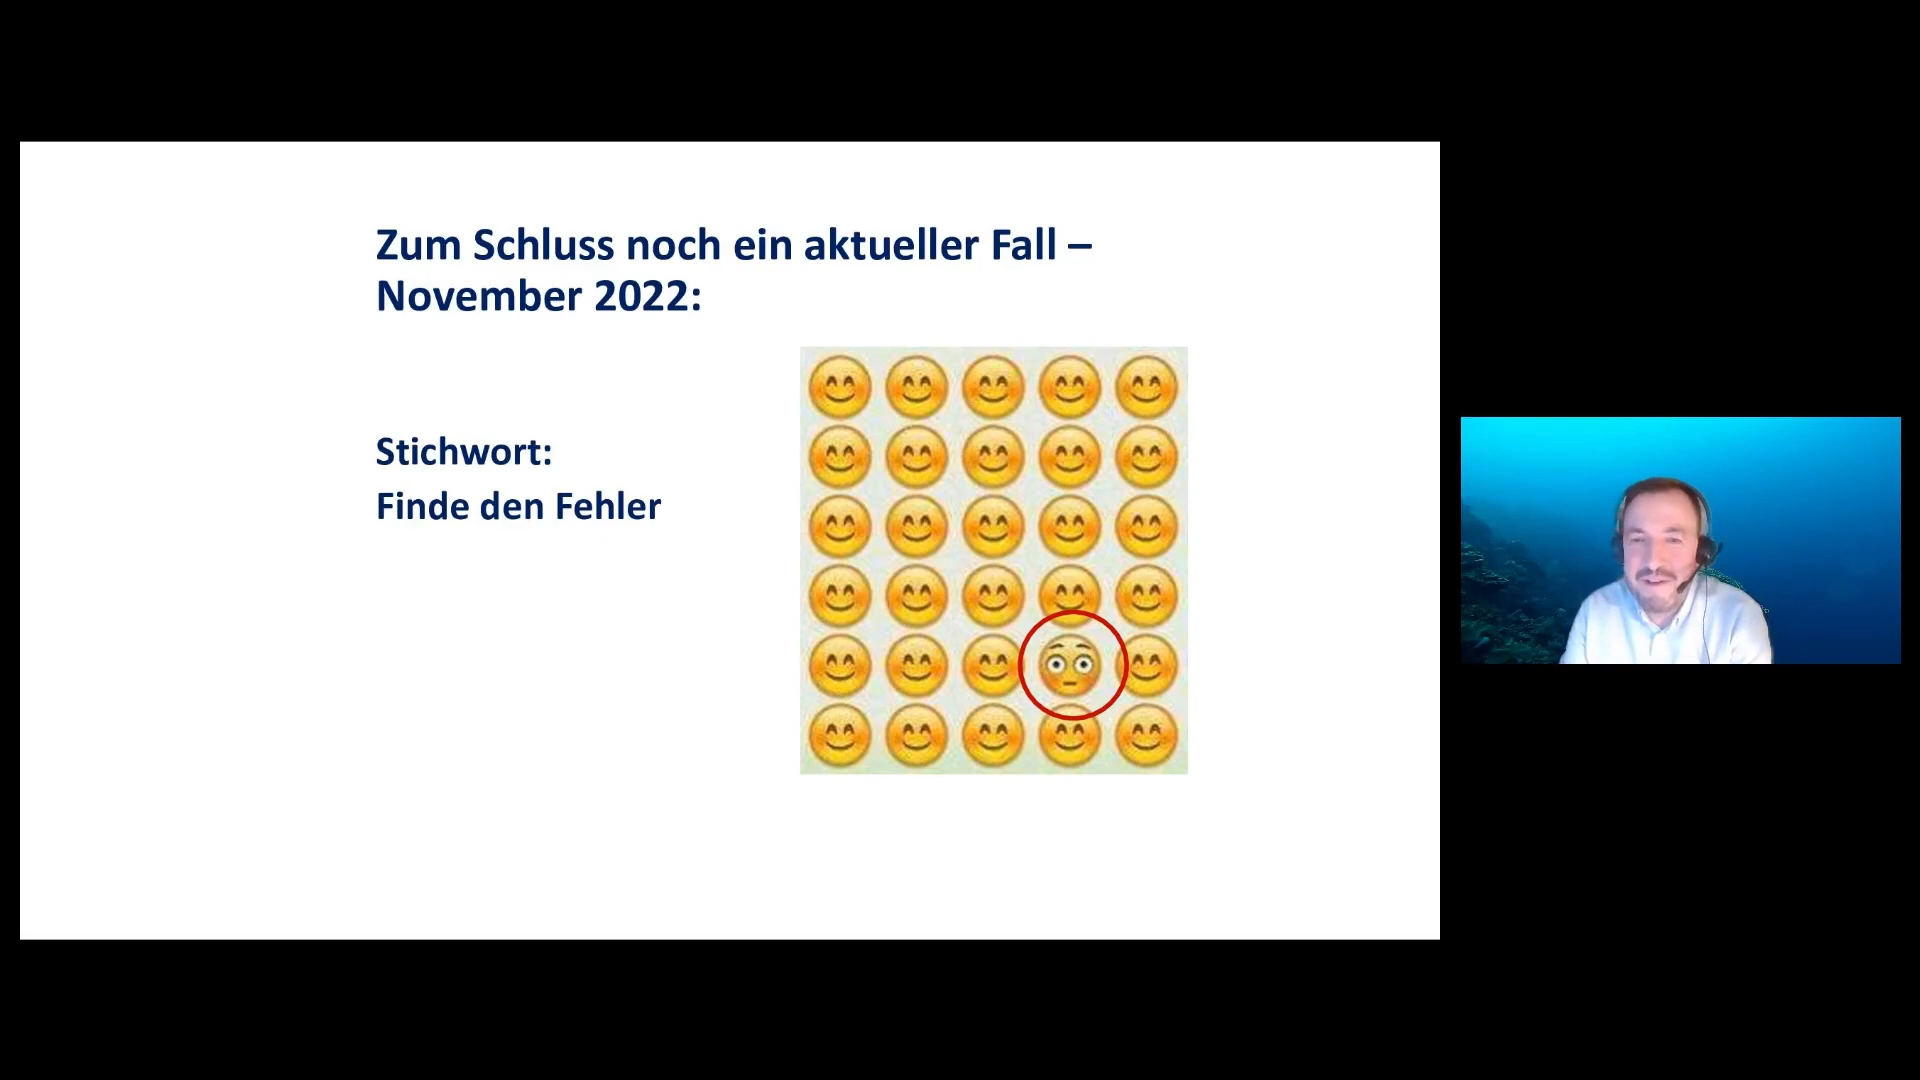 Zum Schluss noch ein aktueller Fall –
November 2022:
Stichwort:
Finde den Fehler